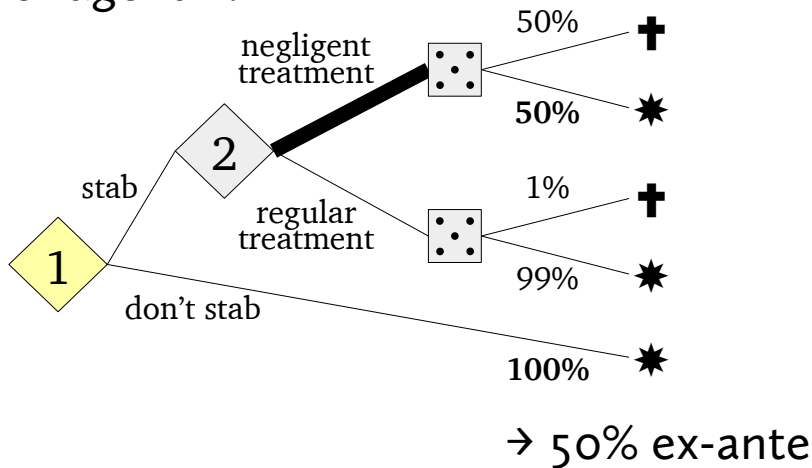 50%
negligent
treatment
50%
2
stab
1%
regular
treatment
1
99%
don't stab
100%
→ 50% ex-ante